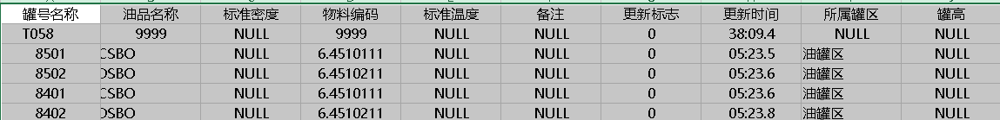 罐号名称 油品名称 标准密度 物料编码 标准温度 备注 更新标志 更新时间 所属罐区 罐高
T058 9999 NULL 9999 NULL NULL 0 38:09.4 NULL NULL
8501 CSBO NULL 6.4510111 NULL NULL 0 05:23.5 油罐区 NULL
8502 DSBO NULL 6.4510211 NULL NULL 0 05:23.6 油罐区 NULL
8401 CSBO NULL 6.4510111 NULL NULL 0 05:23.6 油罐区 NULL
8402 DSBO NULL 6.4510211 NULL NULL 0 05:23.8 油罐区 NULL